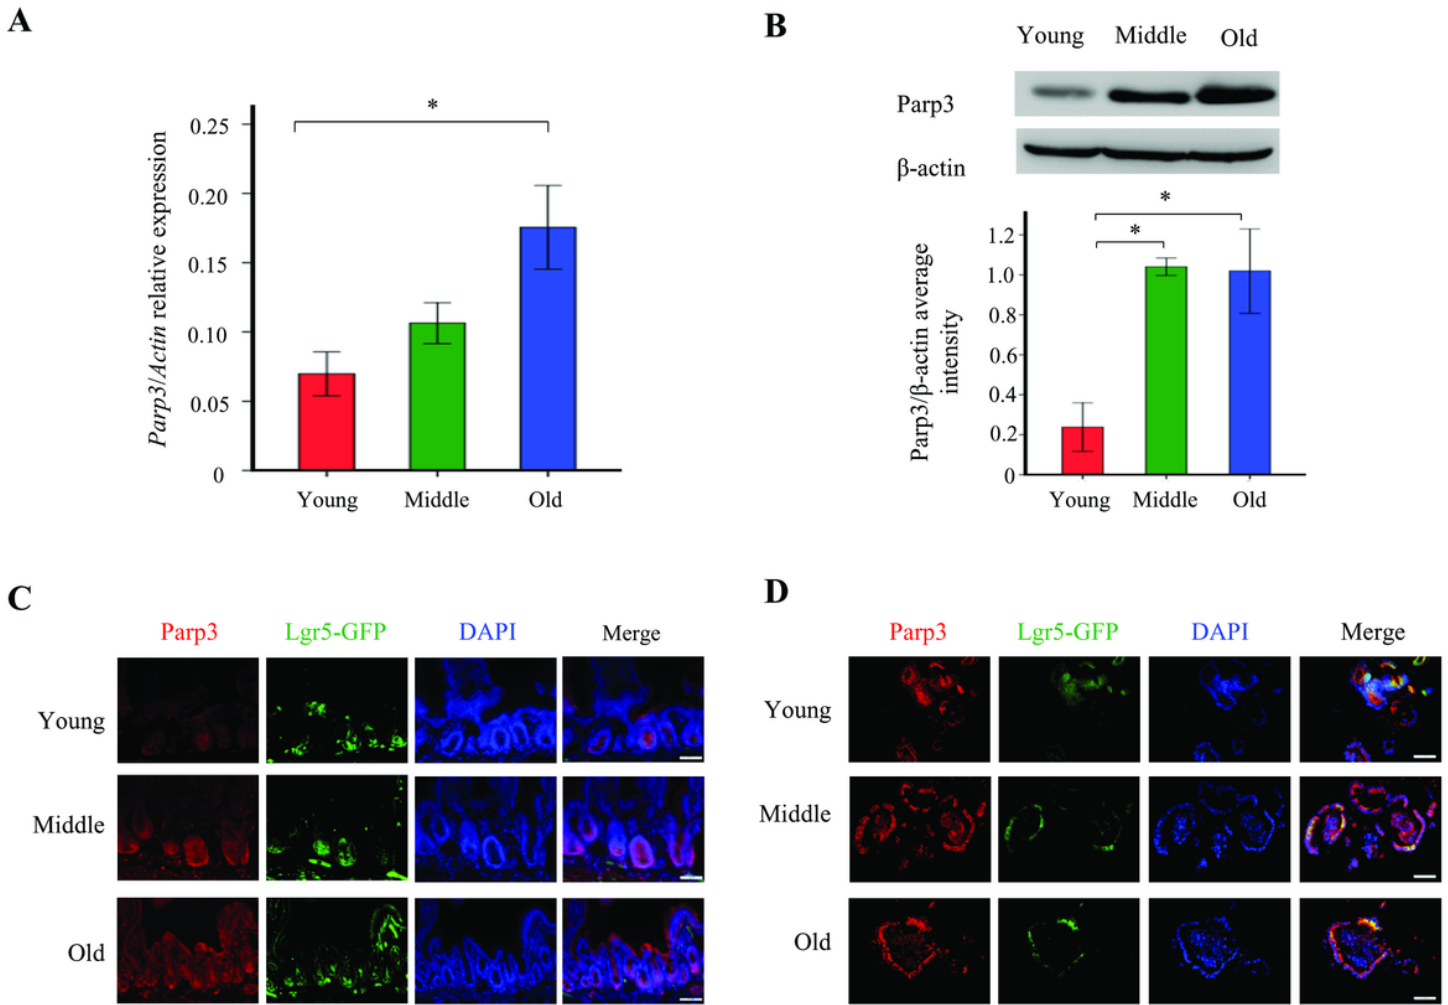 A
*
0.25
0.20
0.15
0.10
0.05
0
Parp3/Actin relative expression
Young Middle Old
B
Young Middle Old
Parp3
β-actin
*
*
1.2
1.0
0.8
0.6
0.4
0.2
0
Parp3/β-actin average
intensity
Young Middle Old
C
Parp3 Lgr5-GFP DAPI Merge
Young
Middle
Old
D
Parp3 Lgr5-GFP DAPI Merge
Young
Middle
Old